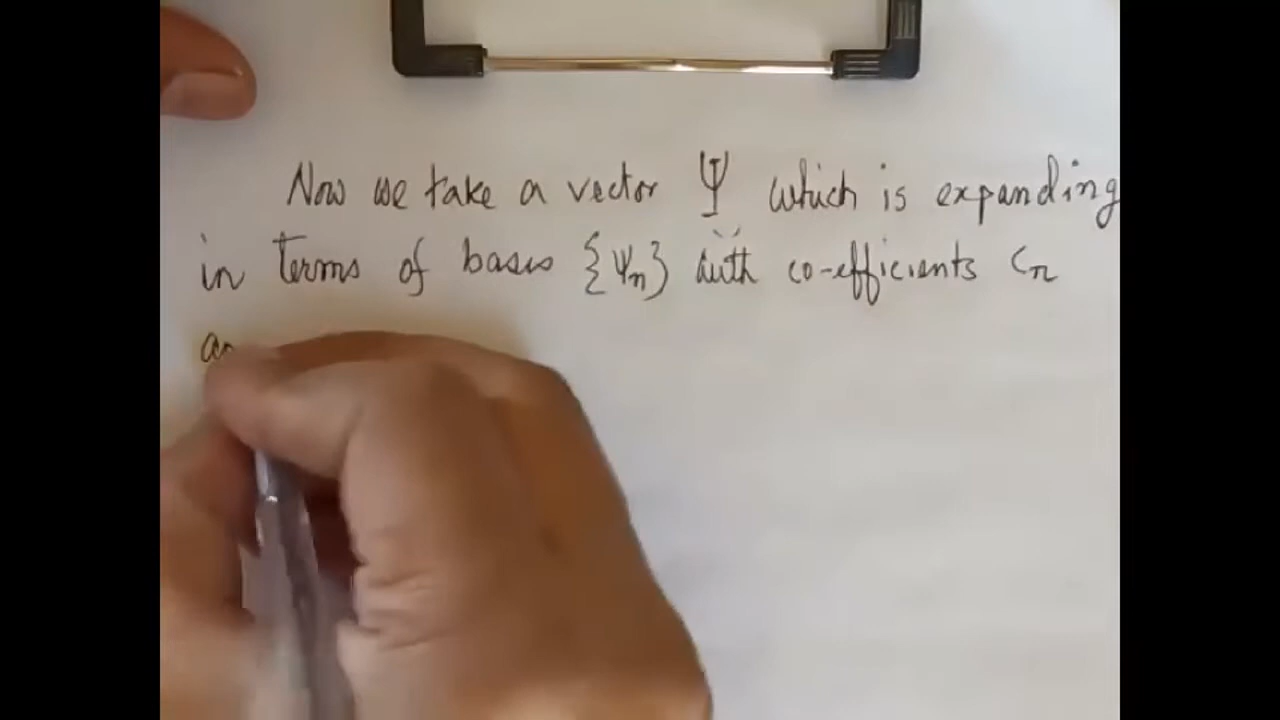 Now we take a vector Ψ which is expanding
in terms of basis {ψn} with co-efficients Cn